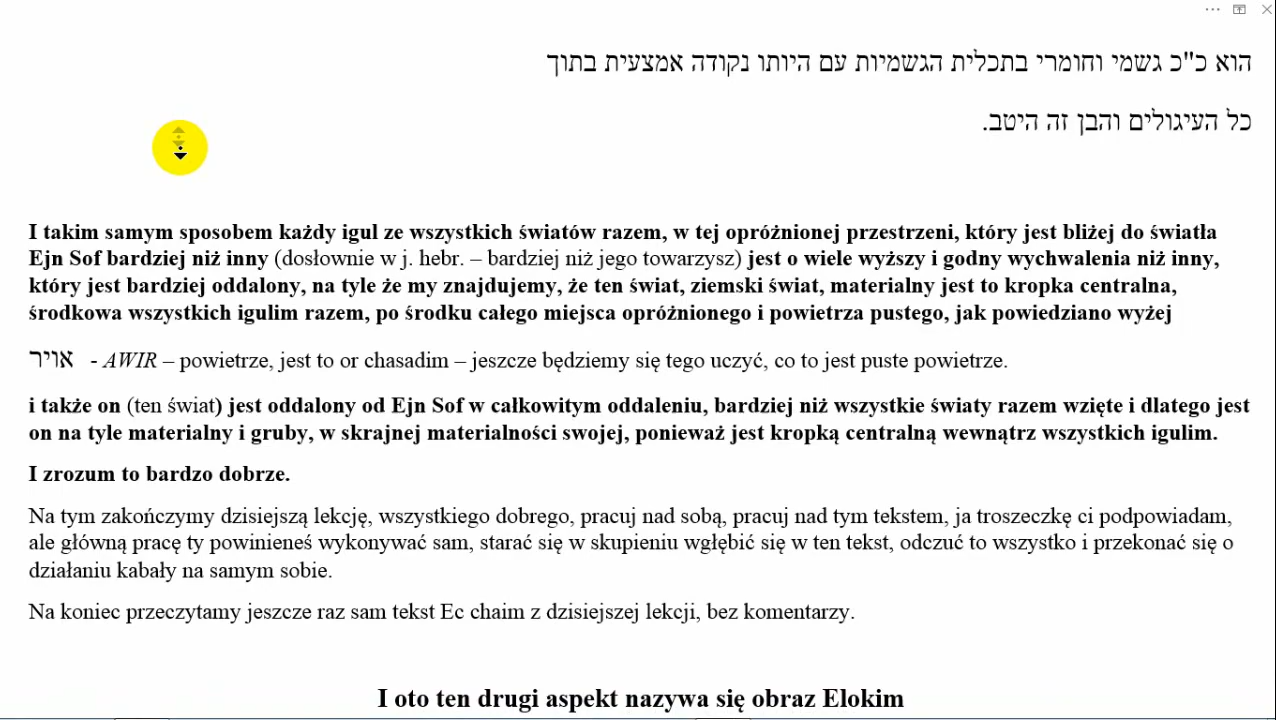 הוא כ"כ גשמי וחומרי בתכלית הגשמיות עם היותו נקודה אמצעית בתוך
כל העיגולים והבן זה היטב.
I takim samym sposobem każdy igul ze wszystkich światów razem, w tej opróżnionej przestrzeni, który jest bliżej do światła
Ejn Sof bardziej niż inny (dosłownie w j. hebr. – bardziej niż jego towarzysz) jest o wiele wyższy i godny wychwalenia niż inny,
który jest bardziej oddalony, na tyle że my znajdujemy, że ten świat, ziemski świat, materialny jest to kropka centralna,
środkowa wszystkich igulim razem, po środku całego miejsca opróżnionego i powietrza pustego, jak powiedziano wyżej
אויר - AWIR – powietrze, jest to or chasadim – jeszcze będziemy się tego uczyć, co to jest puste powietrze.
i także on (ten świat) jest oddalony od Ejn Sof w całkowitym oddaleniu, bardziej niż wszystkie światy razem wzięte i dlatego jest
on na tyle materialny i gruby, w skrajnej materialności swojej, ponieważ jest kropką centralną wewnątrz wszystkich igulim.
I zrozum to bardzo dobrze.
Na tym zakończymy dzisiejszą lekcję, wszystkiego dobrego, pracuj nad sobą, pracuj nad tym tekstem, ja troszeczkę ci podpowiadam,
ale główną pracę ty powinieneś wykonywać sam, starać się w skupieniu wgłębić się w ten tekst, odczuć to wszystko i przekonać się o
działaniu kabały na samym sobie.
Na koniec przeczytamy jeszcze raz sam tekst Ec chaim z dzisiejszej lekcji, bez komentarzy.
I oto ten drugi aspekt nazywa się obraz Elokim